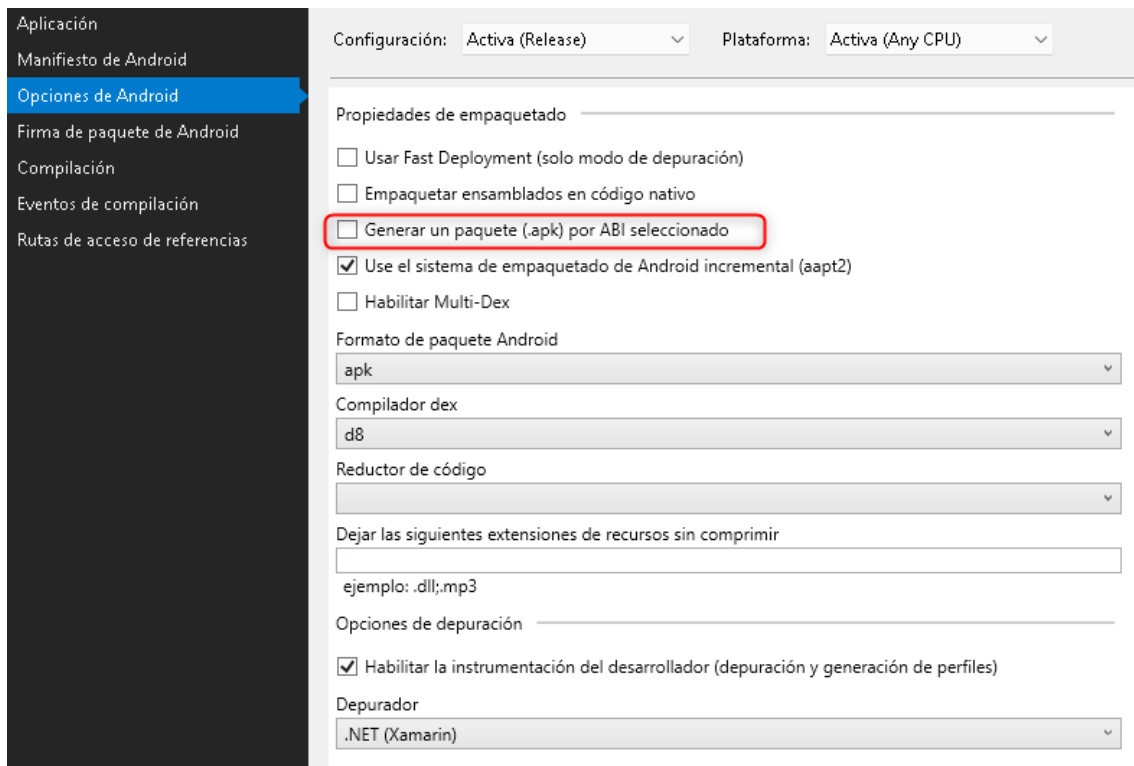 Aplicación
Manifiesto de Android
Opciones de Android
Firma de paquete de Android
Compilación
Eventos de compilación
Rutas de acceso de referencias
Configuración: Activa (Release) Plataforma: Activa (Any CPU)
Propiedades de empaquetado
Usar Fast Deployment (solo modo de depuración)
Empaquetar ensamblados en código nativo
Generar un paquete (.apk) por ABI seleccionado
Use el sistema de empaquetado de Android incremental (aapt2)
Habilitar Multi-Dex
Formato de paquete Android
apk
Compilador dex
d8
Reductor de código
Dejar las siguientes extensiones de recursos sin comprimir
ejemplo: .dll;.mp3
Opciones de depuración
Habilitar la instrumentación del desarrollador (depuración y generación de perfiles)
Depurador
.NET (Xamarin)